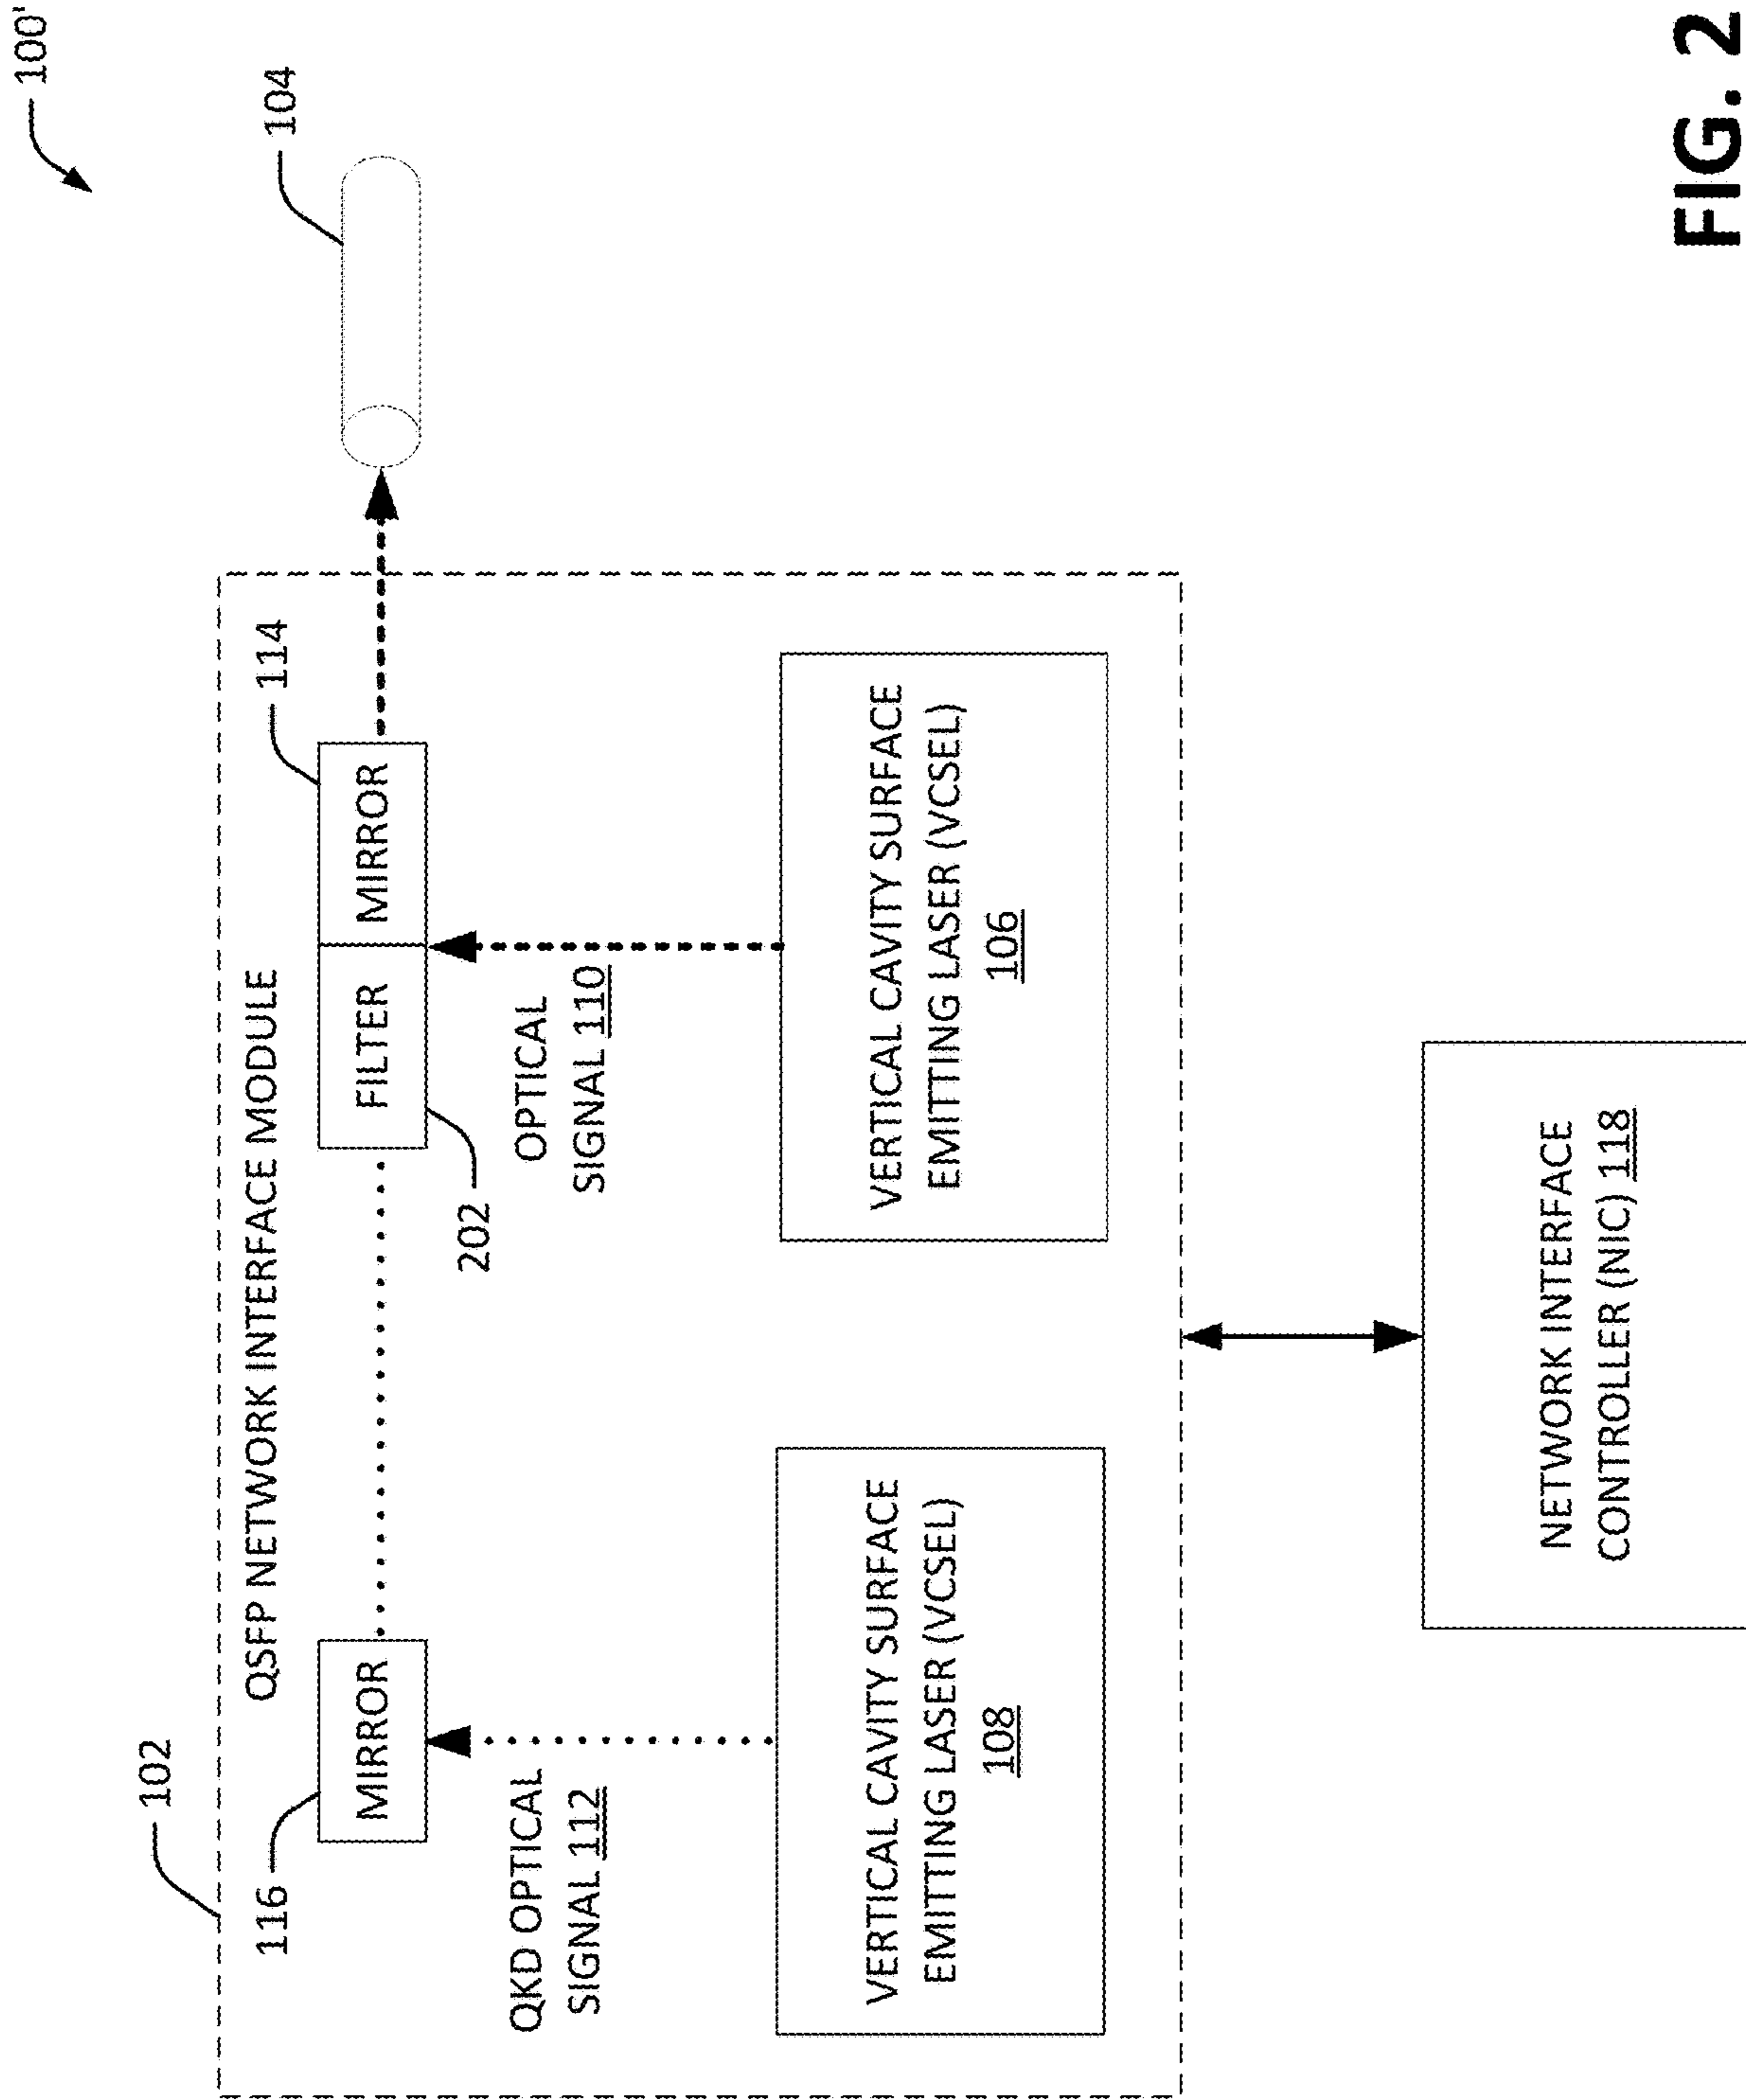 100'
104
102
QSFP NETWORK INTERFACE MODULE
116
114
MIRROR
FILTER
MIRROR
202
QKD OPTICAL
SIGNAL 112
OPTICAL
SIGNAL 110
VERTICAL CAVITY SURFACE
EMITTING LASER (VCSEL)
108
VERTICAL CAVITY SURFACE
EMITTING LASER (VCSEL)
106
NETWORK INTERFACE
CONTROLLER (NIC) 118
FIG. 2